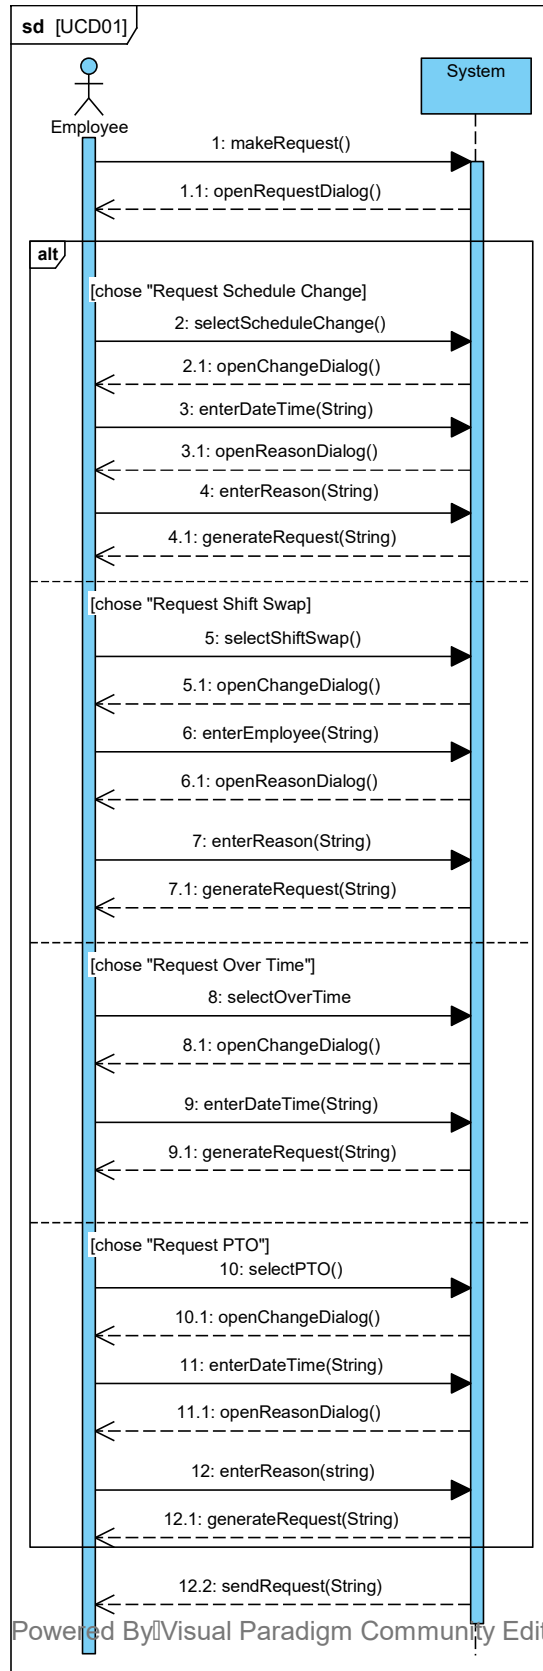 sd [UCD01]
System
Employee
1: makeRequest()
1.1: openRequestDialog()
alt
[chose "Request Schedule Change]
2: selectScheduleChange()
2.1: openChangeDialog()
3: enterDateTime(String)
3.1: openReasonDialog()
4: enterReason(String)
4.1: generateRequest(String)
[chose "Request Shift Swap]
5: selectShiftSwap()
5.1: openChangeDialog()
6: enterEmployee(String)
6.1: openReasonDialog()
7: enterReason(String)
7.1: generateRequest(String)
[chose "Request Over Time"]
8: selectOverTime
8.1: openChangeDialog()
9: enterDateTime(String)
9.1: generateRequest(String)
[chose "Request PTO"]
10: selectPTO()
10.1: openChangeDialog()
11: enterDateTime(String)
11.1: openReasonDialog()
12: enterReason(string)
12.1: generateRequest(String)
12.2: sendRequest(String)
Powered By Visual Paradigm Community Edit